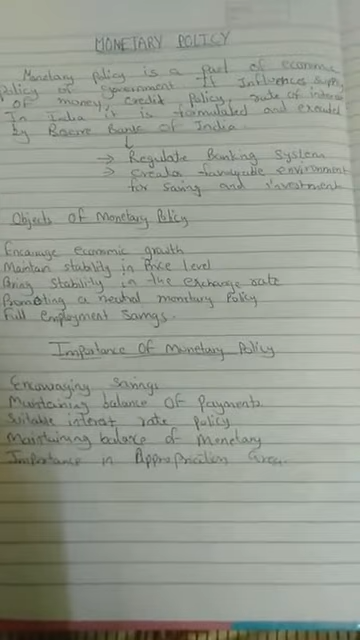 MONETARY POLICY
Monetary policy is a part of economic
policy of government It Influences supply
OF money, credit policy, rate of interest
In India it is formulated and
by Reserve Bank of India.
→ Regulate Banking System
→ Create favourable environment
for saving and investment
Objects of Monetary Policy
Encourage economic growth
Maintain stability in Price level
Bring stability in the exchange rate
Promoting a neutral monetary Policy
Full employment Savings.
Importance OF Monetary Policy
Encouraging savings
Maintaining balance OF Payments
Suitable interest rate policy
Maintaining balance of Monetary
Importance in Area.